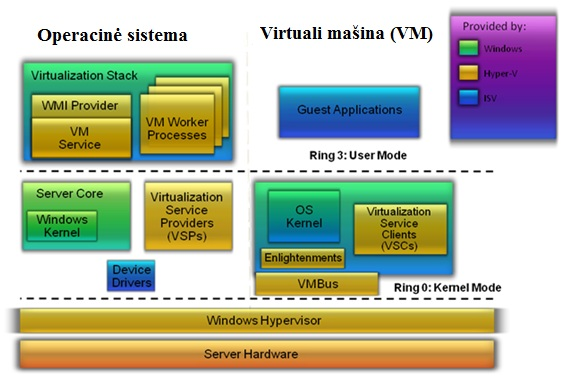 Operacinė sistema
Virtuali mašina (VM)
Provided by:
Windows
Hyper-V
ISV
Virtualization Stack
WMI Provider
VM
Service
VM Worker
Processes
Guest Applications
Ring 3: User Mode
Server Core
Windows
Kernel
Virtualization
Service
Providers
(VSPs)
Device
Drivers
OS
Kernel
Virtualization
Service
Clients
(VSCs)
Enlightenments
VMBus
Ring 0: Kernel Mode
Windows Hypervisor
Server Hardware